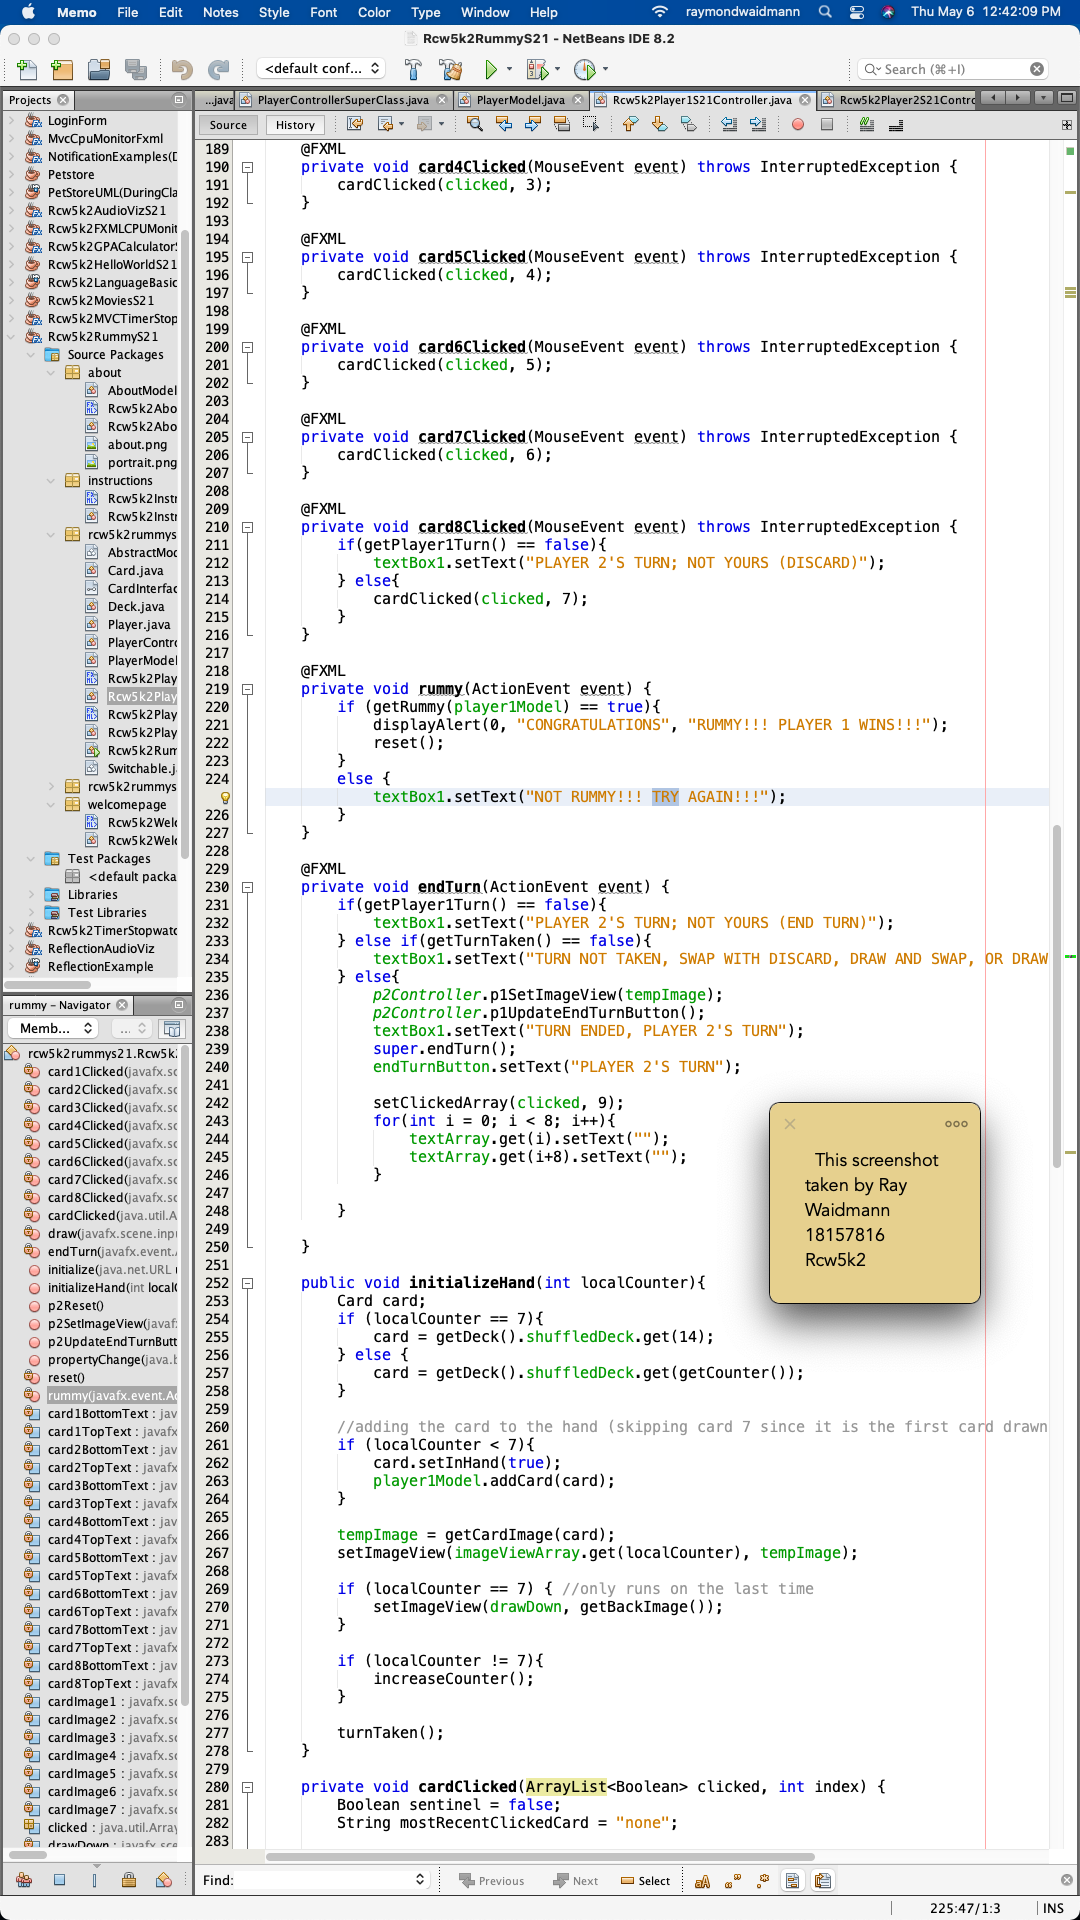 Memo File Edit Notes Style Font Color Type Window Help raymondwaidmann Thu May 6 12:42:09 PM
Rcw5k2RummyS21 - NetBeans IDE 8.2
<default conf... Search (⌘+I)
Projects
...java PlayerControllerSuperClass.java PlayerModel.java Rcw5k2Player1S21Controller.java Rcw5k2Player2S21Contro
Source History
LoginForm
MvcCpuMonitorFxml
NotificationExamples(D
Petstore
PetStoreUML(DuringCla
Rcw5k2AudioVizS21
Rcw5k2FXMLCPUMonit
Rcw5k2GPACalculator
Rcw5k2HelloWorldS21
Rcw5k2LanguageBasic
Rcw5k2MoviesS21
Rcw5k2MVCTimerStop
Rcw5k2RummyS21
Source Packages
about
AboutModel
Rcw5k2Abo
Rcw5k2Abo
about.png
portrait.png
instructions
Rcw5k2Instr
Rcw5k2Instr
rcw5k2rummys
AbstractMod
Card.java
CardInterfac
Deck.java
Player.java
PlayerContro
PlayerModel
Rcw5k2Play
Rcw5k2Play
Rcw5k2Play
Rcw5k2Play
Rcw5k2Rum
Switchable.j
rcw5k2rummys
welcomepage
Rcw5k2Welc
Rcw5k2Welc
Test Packages
<default packa
Libraries
Test Libraries
Rcw5k2TimerStopwatc
ReflectionAudioViz
ReflectionExample
rummy - Navigator
Memb... ...
rcw5k2rummys21.Rcw5k2
card1Clicked(javafx.sc
card2Clicked(javafx.sc
card3Clicked(javafx.sc
card4Clicked(javafx.sc
card5Clicked(javafx.sc
card6Clicked(javafx.sc
card7Clicked(javafx.sc
card8Clicked(javafx.sc
cardClicked(java.util.A
draw(javafx.scene.inpu
endTurn(javafx.event.A
initialize(java.net.URL u
initializeHand(int localC
p2Reset()
p2SetImageView(javaf
p2UpdateEndTurnButt
propertyChange(java.b
reset()
rummy(javafx.event.Ac
card1BottomText : jav
card1TopText : javafx
card2BottomText : jav
card2TopText : javafx
card3BottomText : jav
card3TopText : javafx
card4BottomText : jav
card4TopText : javafx
card5BottomText : jav
card5TopText : javafx
card6BottomText : jav
card6TopText : javafx
card7BottomText : jav
card7TopText : javafx
card8BottomText : jav
card8TopText : javafx
cardImage1 : javafx.sc
cardImage2 : javafx.sc
cardImage3 : javafx.sc
cardImage4 : javafx.sc
cardImage5 : javafx.sc
cardImage6 : javafx.sc
cardImage7 : javafx.sc
clicked : java.util.Array
drawDown : javafx.sce
189 @FXML
190 private void card4Clicked(MouseEvent event) throws InterruptedException {
191 cardClicked(clicked, 3);
192 }
193
194 @FXML
195 private void card5Clicked(MouseEvent event) throws InterruptedException {
196 cardClicked(clicked, 4);
197 }
198
199 @FXML
200 private void card6Clicked(MouseEvent event) throws InterruptedException {
201 cardClicked(clicked, 5);
202 }
203
204 @FXML
205 private void card7Clicked(MouseEvent event) throws InterruptedException {
206 cardClicked(clicked, 6);
207 }
208
209 @FXML
210 private void card8Clicked(MouseEvent event) throws InterruptedException {
211 if(getPlayer1Turn() == false){
212 textBox1.setText("PLAYER 2'S TURN; NOT YOURS (DISCARD)");
213 } else{
214 cardClicked(clicked, 7);
215 }
216 }
217
218 @FXML
219 private void rummy(ActionEvent event) {
220 if (getRummy(player1Model) == true){
221 displayAlert(0, "CONGRATULATIONS", "RUMMY!!! PLAYER 1 WINS!!!");
222 reset();
223 }
224 else {
textBox1.setText("NOT RUMMY!!! TRY AGAIN!!!");
226 }
227 }
228
229 @FXML
230 private void endTurn(ActionEvent event) {
231 if(getPlayer1Turn() == false){
232 textBox1.setText("PLAYER 2'S TURN; NOT YOURS (END TURN)");
233 } else if(getTurnTaken() == false){
234 textBox1.setText("TURN NOT TAKEN, SWAP WITH DISCARD, DRAW AND SWAP, OR DRAW
235 } else{
236 p2Controller.p1SetImageView(tempImage);
237 p2Controller.p1UpdateEndTurnButton();
238 textBox1.setText("TURN ENDED, PLAYER 2'S TURN");
239 super.endTurn();
240 endTurnButton.setText("PLAYER 2'S TURN");
241
242 setClickedArray(clicked, 9);
243 for(int i = 0; i < 8; i++){
244 textArray.get(i).setText("");
245 textArray.get(i+8).setText("");
246 }
247
248 }
249
250 }
251
252 public void initializeHand(int localCounter){
253 Card card;
254 if (localCounter == 7){
255 card = getDeck().shuffledDeck.get(14);
256 } else {
257 card = getDeck().shuffledDeck.get(getCounter());
258 }
259
260 //adding the card to the hand (skipping card 7 since it is the first card drawn
261 if (localCounter < 7){
262 card.setInHand(true);
263 player1Model.addCard(card);
264 }
265
266 tempImage = getCardImage(card);
267 setImageView(imageViewArray.get(localCounter), tempImage);
268
269 if (localCounter == 7) { //only runs on the last time
270 setImageView(drawDown, getBackImage());
271 }
272
273 if (localCounter != 7){
274 increaseCounter();
275 }
276
277 turnTaken();
278 }
279
280 private void cardClicked(ArrayList<Boolean> clicked, int index) {
281 Boolean sentinel = false;
282 String mostRecentClickedCard = "none";
283
This screenshot
taken by Ray
Waidmann
18157816
Rcw5k2
Find: Previous Next Select
225:47/1:3 INS